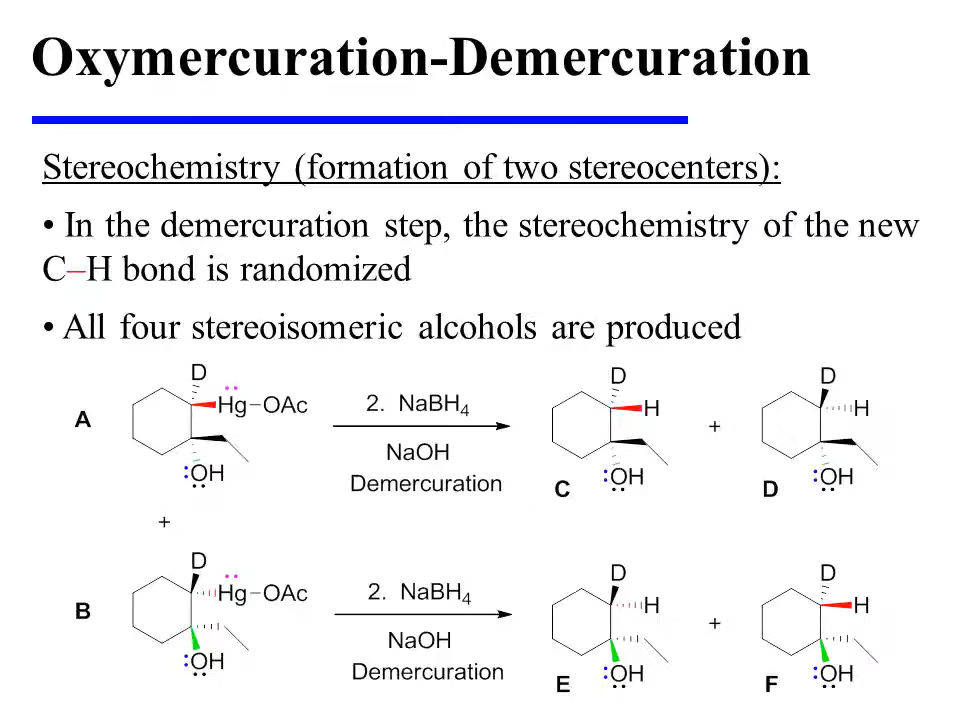 Oxymercuration-Demercuration
Stereochemistry (formation of two stereocenters):
• In the demercuration step, the stereochemistry of the new
C–H bond is randomized
• All four stereoisomeric alcohols are produced
A
D
Hg–OAc
OH
2. NaBH4
NaOH
Demercuration
C
D
H
OH
+
D
D
H
OH
+
B
D
Hg–OAc
OH
2. NaBH4
NaOH
Demercuration
E
D
H
OH
+
F
D
H
OH